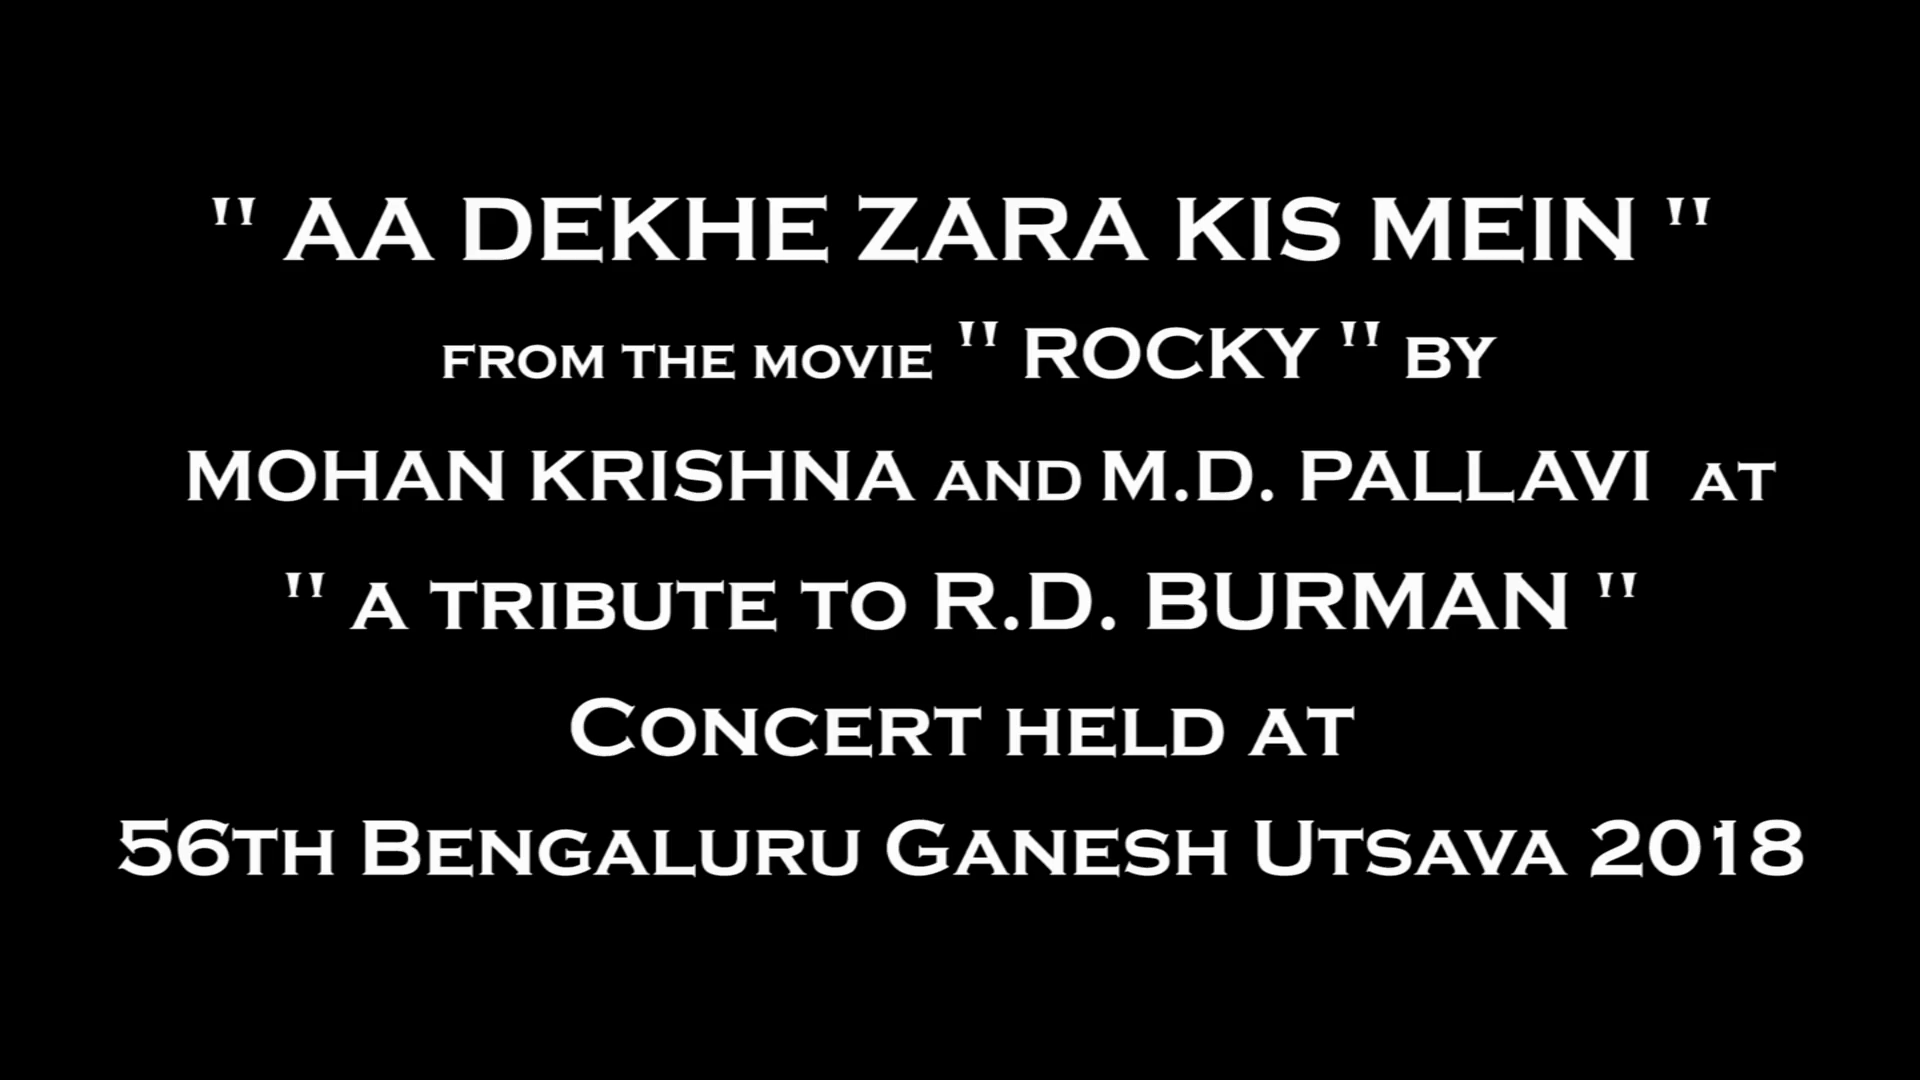 " AA DEKHE ZARA KIS MEIN "
FROM THE MOVIE " ROCKY " BY
MOHAN KRISHNA AND M.D. PALLAVI AT
" A TRIBUTE TO R.D. BURMAN "
CONCERT HELD AT
56TH BENGALURU GANESH UTSAVA 2018